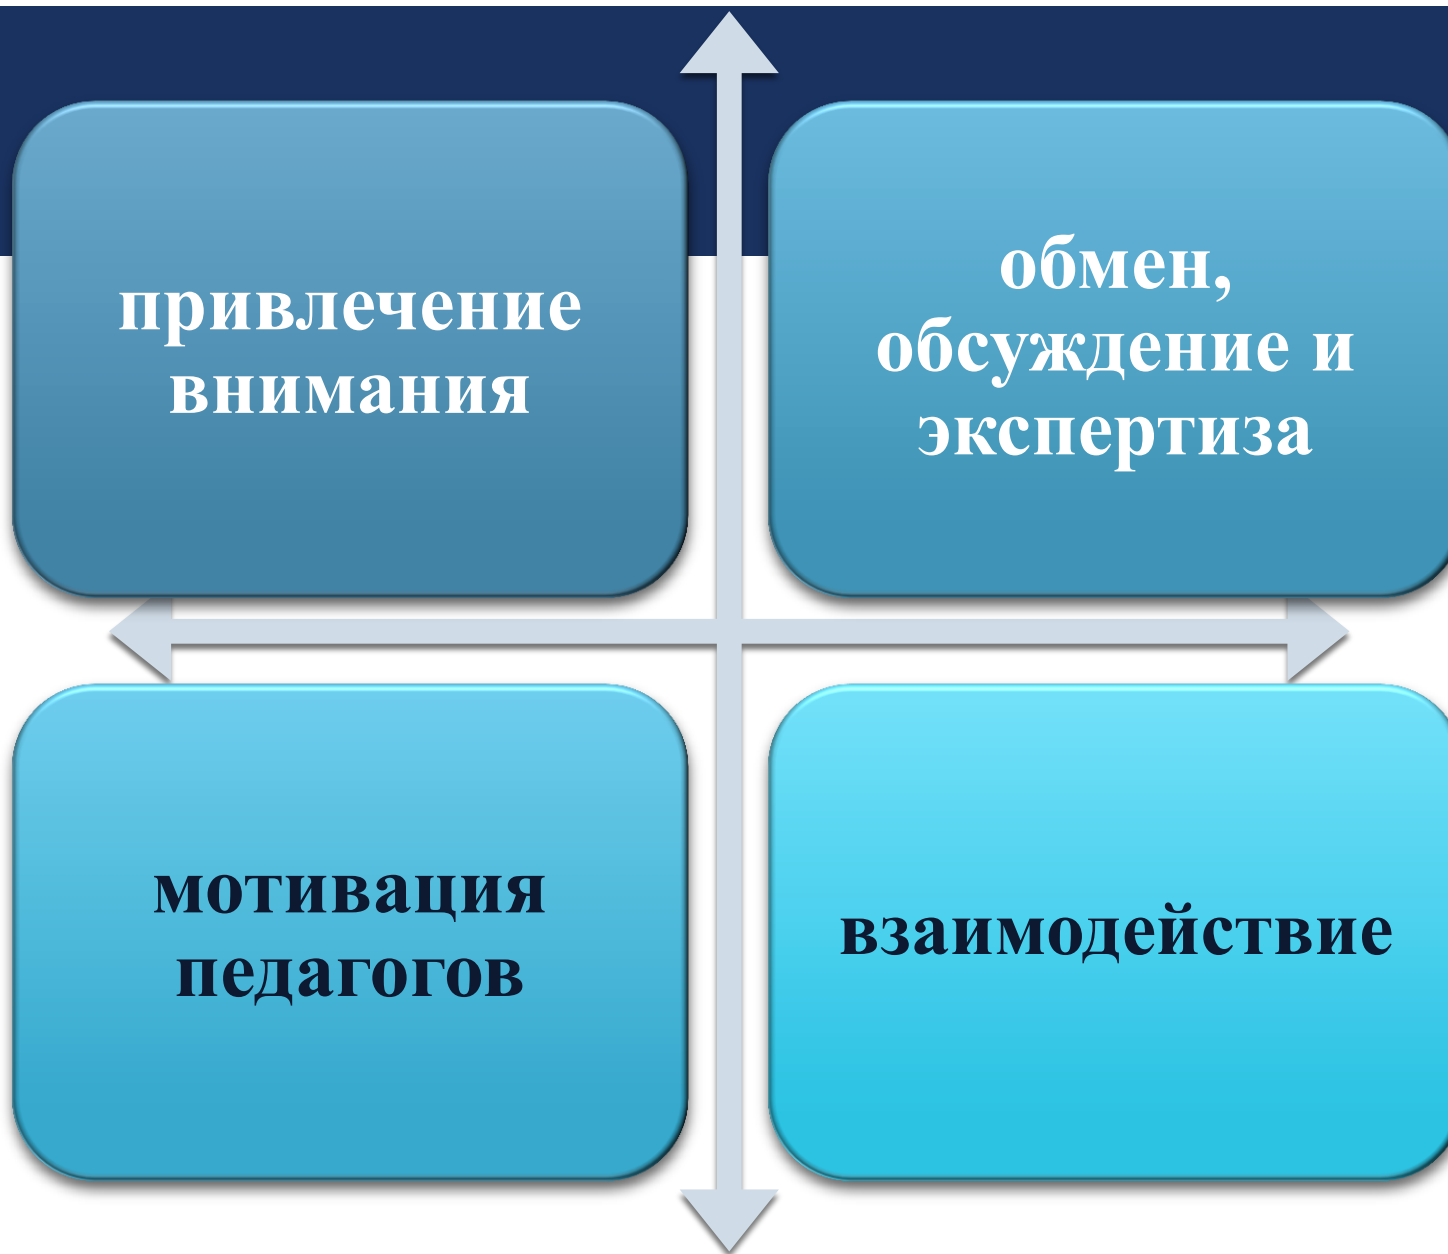 привлечение
внимания
обмен,
обсуждение и
экспертиза
мотивация
педагогов
взаимодействие